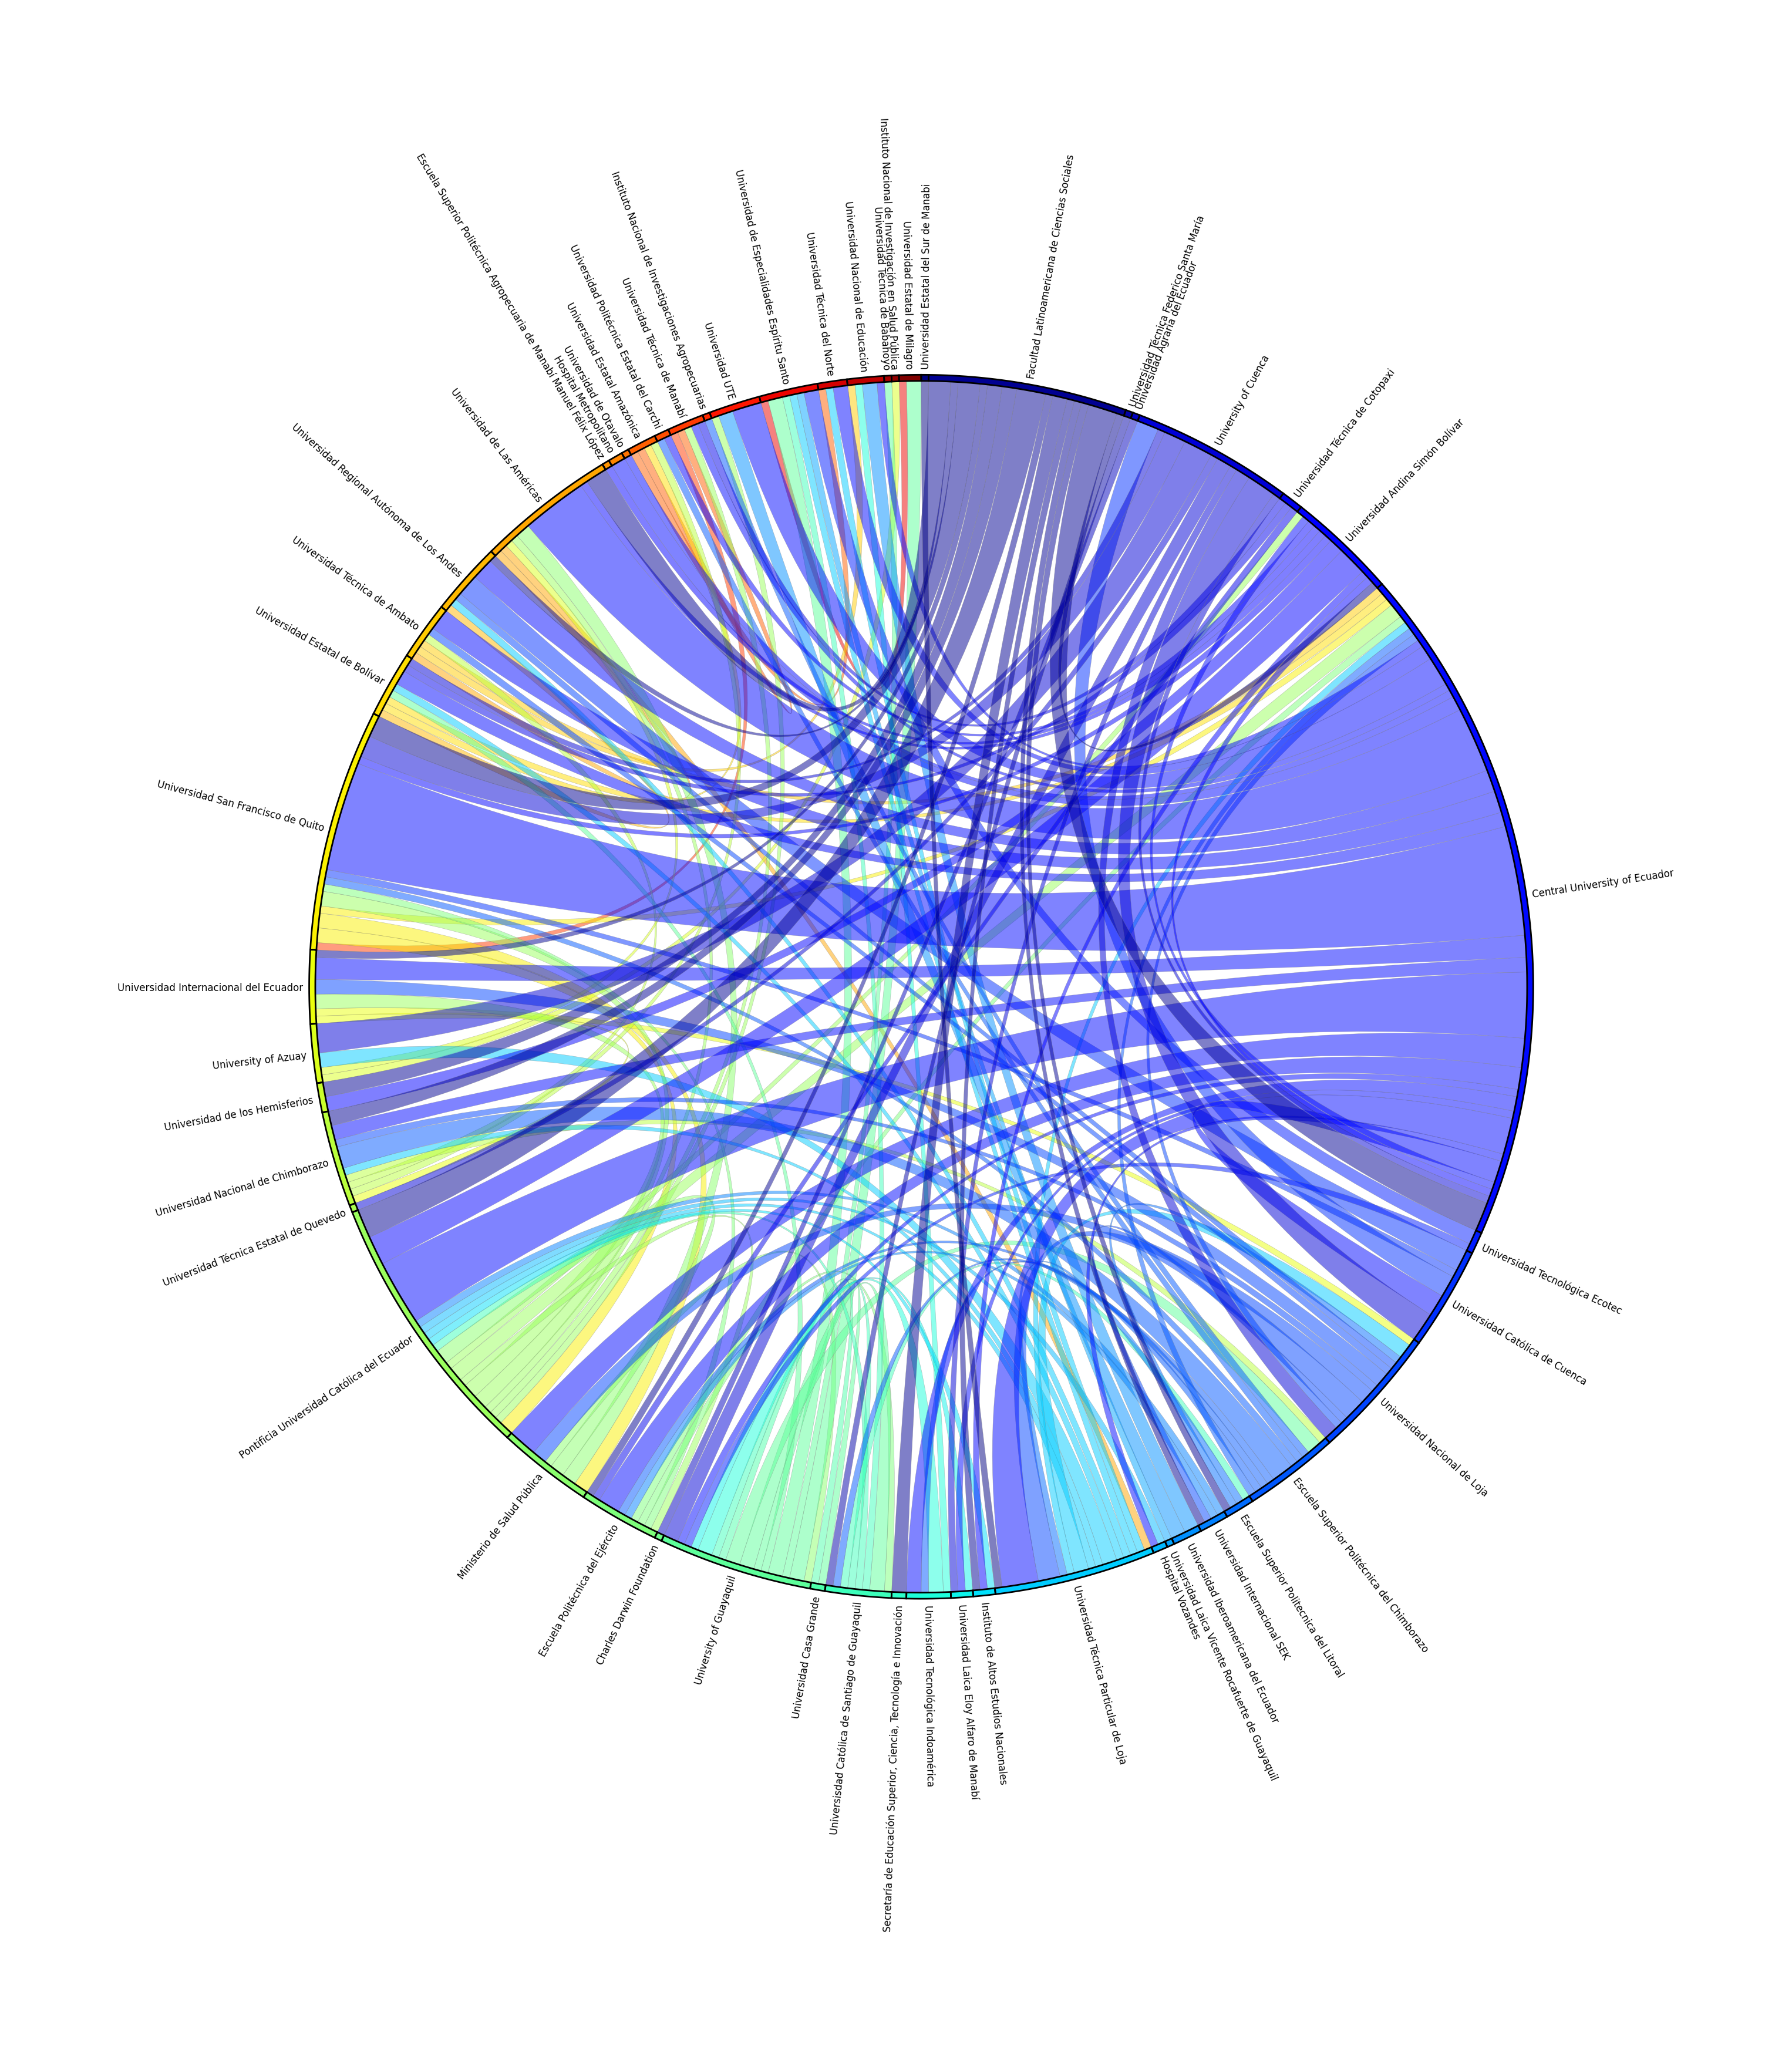 Universidad Estatal del Sur de Manabí
Facultad Latinoamericana de Ciencias Sociales
Universidad Técnica Federico Santa María
Universidad Agraria del Ecuador
University of Cuenca
Universidad Técnica de Cotopaxi
Universidad Andina Simón Bolívar
Central University of Ecuador
Universidad Tecnológica Ecotec
Universidad Católica de Cuenca
Universidad Nacional de Loja
Escuela Superior Politécnica del Chimborazo
Escuela Superior Politecnica del Litoral
Universidad Internacional SEK
Universidad Iberoamericana del Ecuador
Universidad Laica Vicente Rocafuerte de Guayaquil
Hospital Vozandes
Universidad Técnica Particular de Loja
Instituto de Altos Estudios Nacionales
Universidad Laica Eloy Alfaro de Manabí
Universidad Tecnológica Indoamérica
Secretaría de Educación Superior, Ciencia, Tecnología e Innovación
Universisdad Católica de Santiago de Guayaquil
Universidad Casa Grande
University of Guayaquil
Charles Darwin Foundation
Escuela Politécnica del Ejército
Ministerio de Salud Pública
Pontificia Universidad Católica del Ecuador
Universidad Técnica Estatal de Quevedo
Universidad Nacional de Chimborazo
Universidad de los Hemisferios
University of Azuay
Universidad Internacional del Ecuador
Universidad San Francisco de Quito
Universidad Estatal de Bolívar
Universidad Técnica de Ambato
Universidad Regional Autónoma de Los Andes
Universidad de Las Américas
Escuela Superior Politécnica Agropecuaria de Manabí Manuel Félix López
Hospital Metropolitano
Universidad de Otavalo
Universidad Estatal Amazónica
Universidad Politécnica Estatal del Carchi
Universidad Técnica de Manabí
Instituto Nacional de Investigaciones Agropecuarias
Universidad UTE
Universidad de Especialidades Espíritu Santo
Universidad Técnica del Norte
Universidad Nacional de Educación
Universidad Técnica de Babahoyo
Instituto Nacional de Investigación en Salud Pública
Universidad Estatal de Milagro